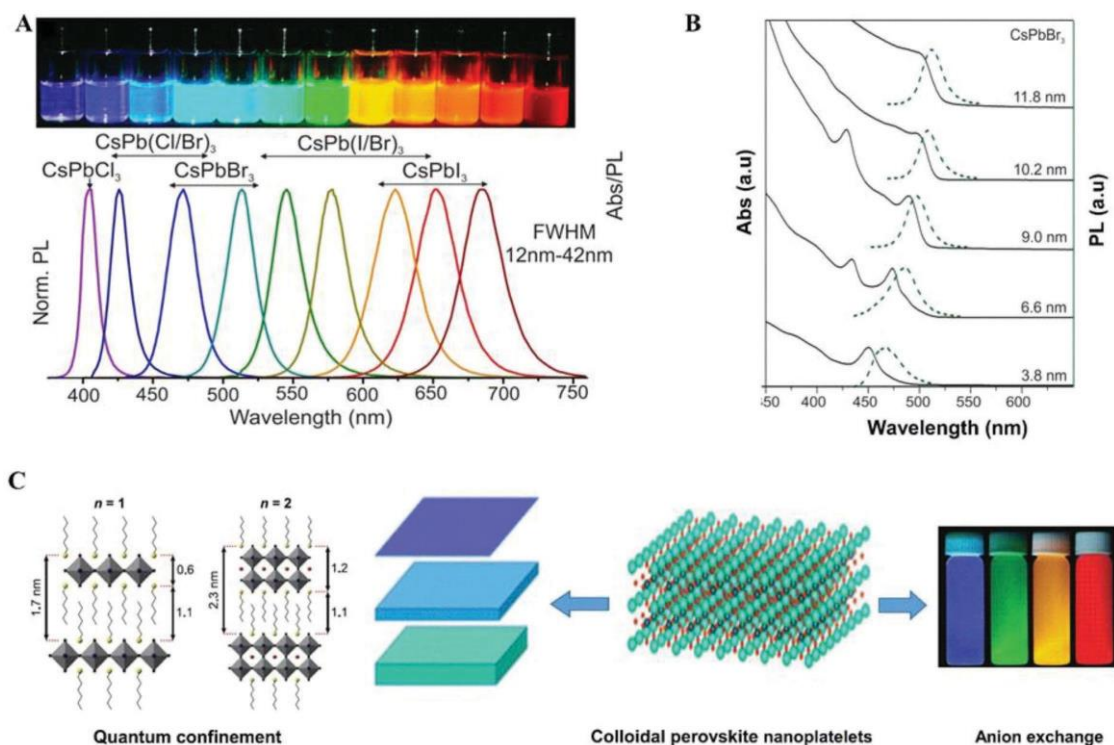 A
CsPb(Cl/Br)₃
CsPb(I/Br)₃
CsPbCl₃
CsPbBr₃
CsPbI₃
FWHM
12nm-42nm
Norm. PL
Abs/PL
400 450 500 550 600 650 700 750
Wavelength (nm)
B
CsPbBr₃
11.8 nm
10.2 nm
9.0 nm
6.6 nm
3.8 nm
Abs (a.u)
PL (a.u)
350 400 450 500 550 600
Wavelength (nm)
C
n = 1
n = 2
1.7 nm
0.6
1.1
2.3 nm
1.2
1.1
Quantum confinement
Colloidal perovskite nanoplatelets
Anion exchange